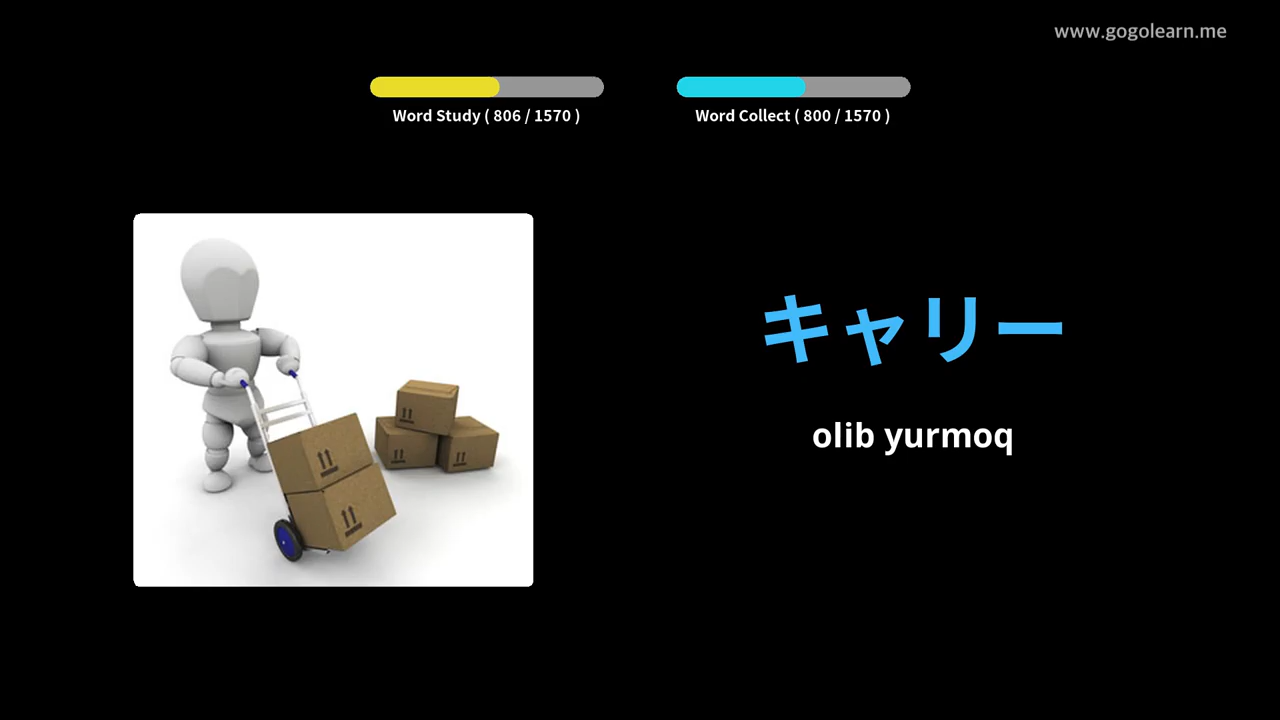 www.gogolearn.me
Word Study ( 806 / 1570 )
Word Collect ( 800 / 1570 )
キャリー
olib yurmoq